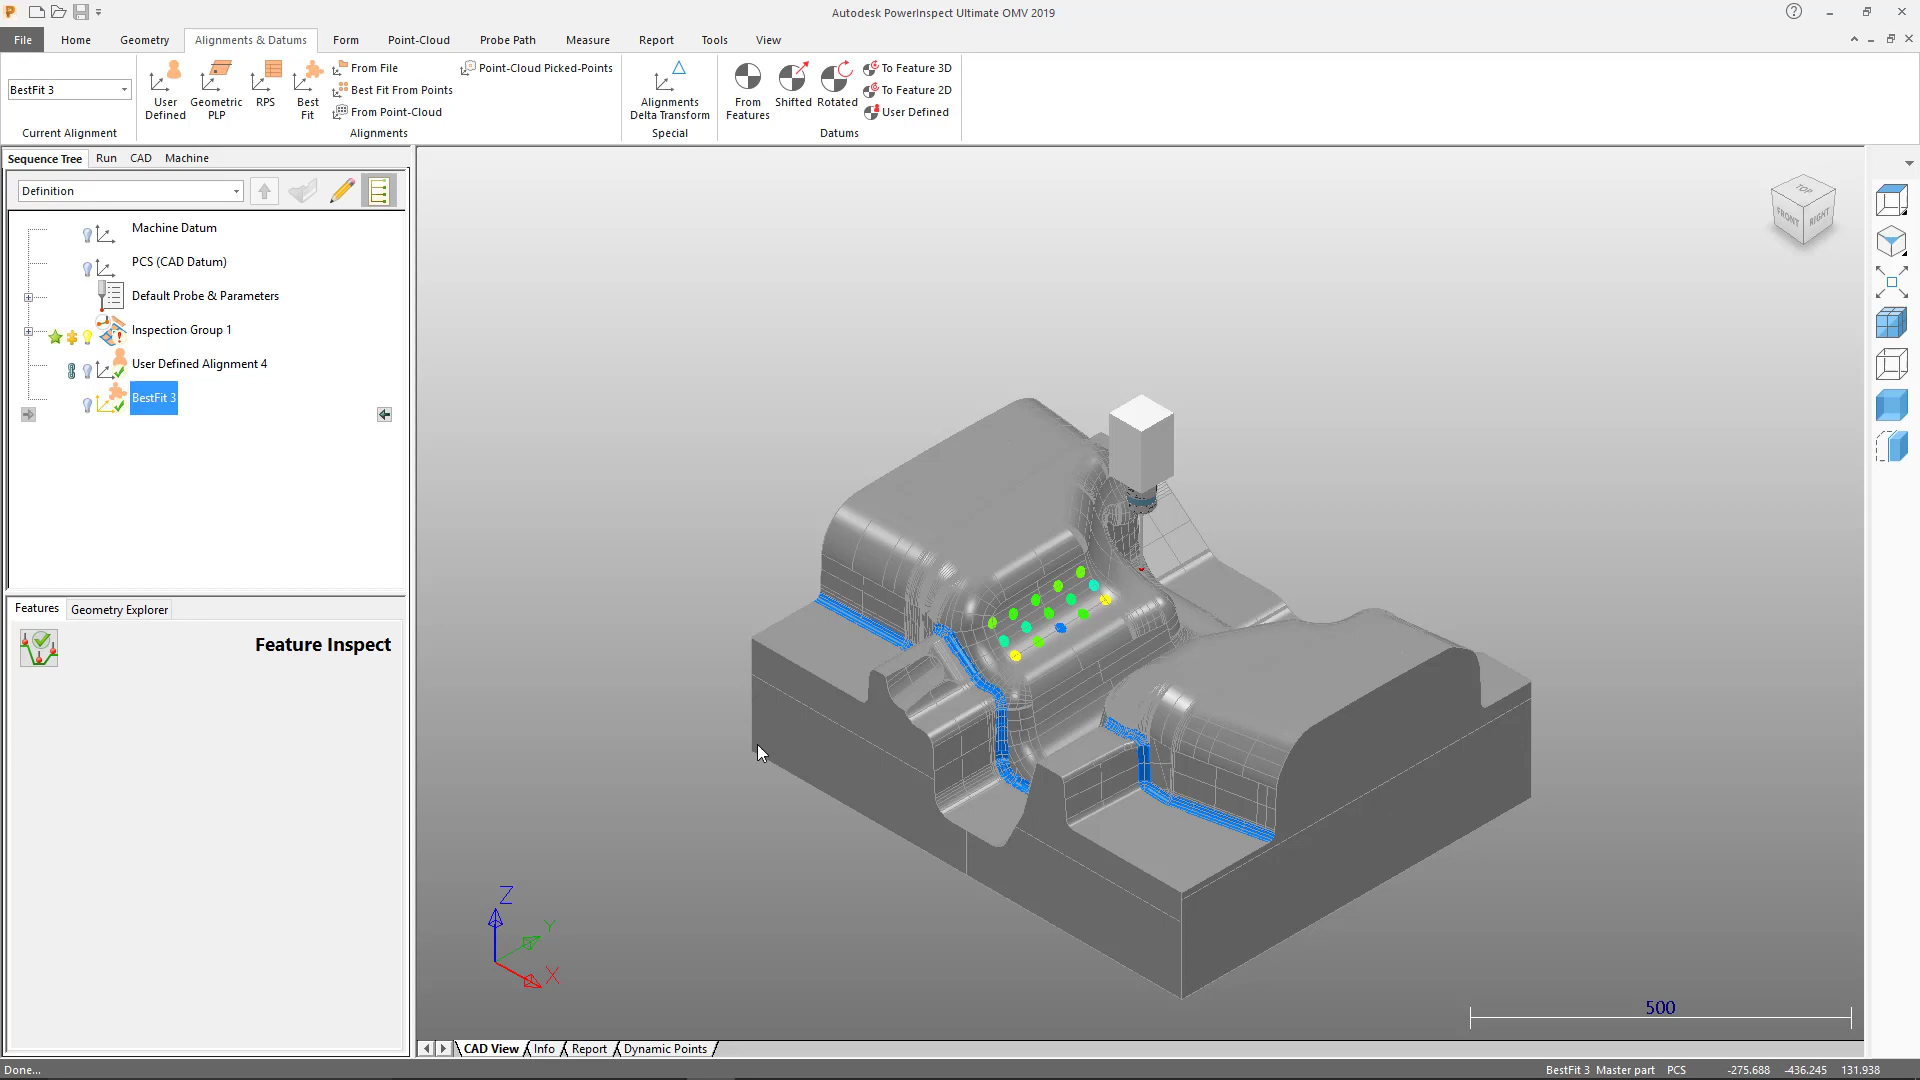 Autodesk PowerInspect Ultimate OMV 2019
File Home Geometry Alignments & Datums Form Point-Cloud Probe Path Measure Report Tools View
BestFit 3
Current Alignment
User Defined
Geometric PLP
RPS
Best Fit
From File
Best Fit From Points
From Point-Cloud
Point-Cloud Picked-Points
Alignments
Alignments Delta Transform
Special
From Features
Shifted
Rotated
To Feature 3D
To Feature 2D
User Defined
Datums
Sequence Tree Run CAD Machine
Definition
Machine Datum
PCS (CAD Datum)
Default Probe & Parameters
Inspection Group 1
User Defined Alignment 4
BestFit 3
Features Geometry Explorer
Feature Inspect
TOP
FRONT RIGHT
Z
Y
X
500
CAD View Info Report Dynamic Points
Done... BestFit 3 Master part PCS -275.688 -436.245 131.938